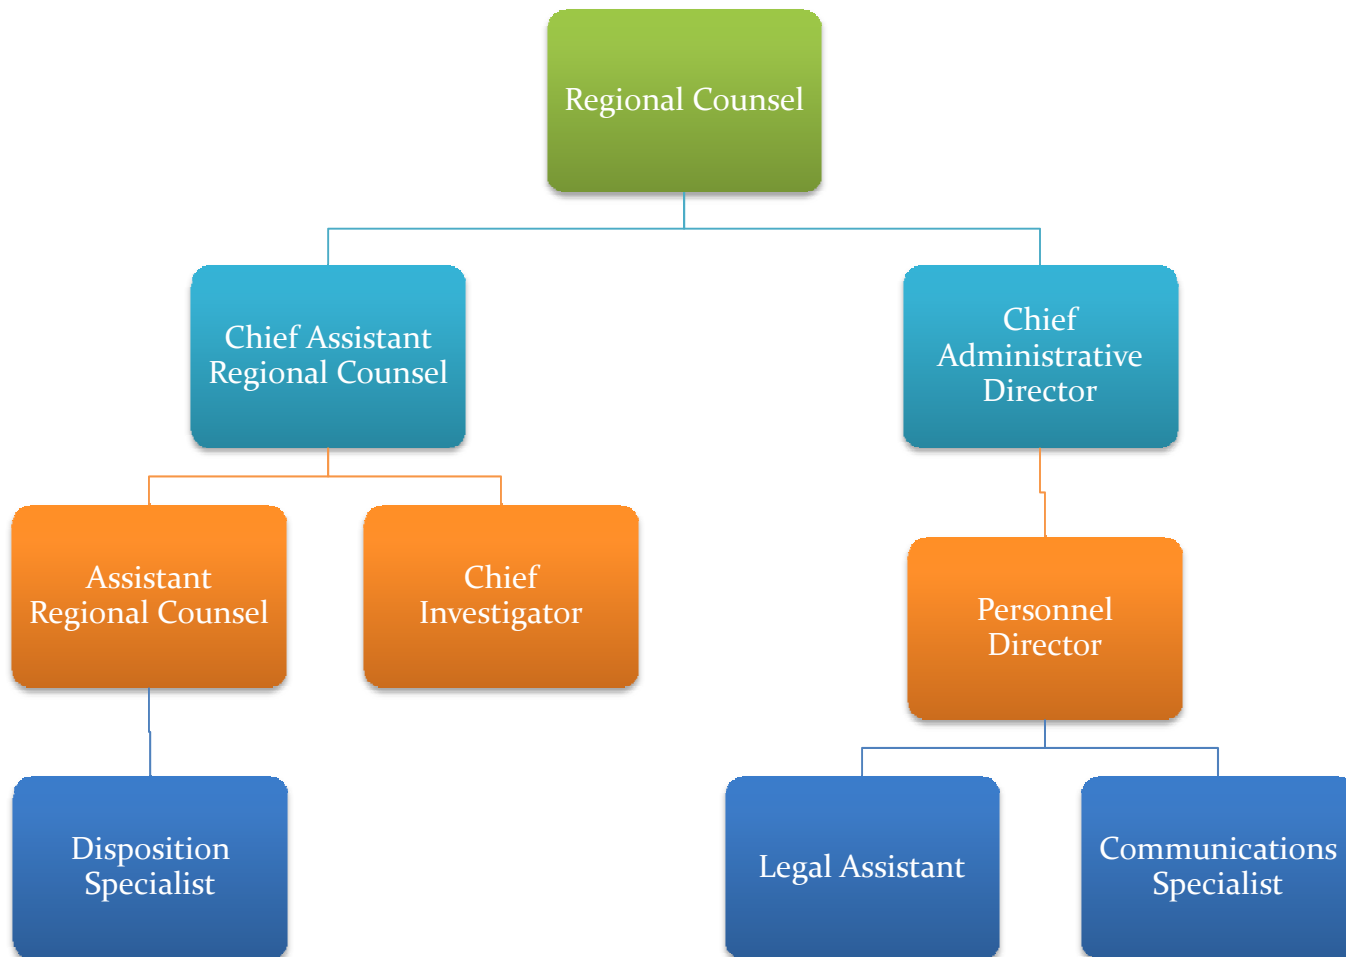 Regional Counsel
Chief Assistant
Regional Counsel
Chief
Administrative
Director
Assistant
Regional Counsel
Chief
Investigator
Personnel
Director
Disposition
Specialist
Legal Assistant
Communications
Specialist